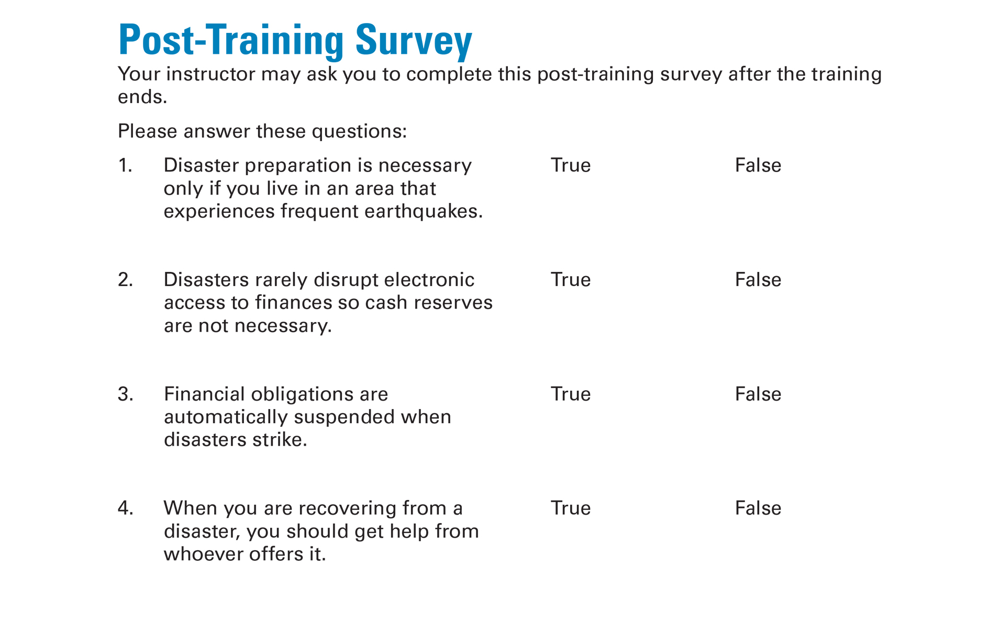 Post-Training Survey
Your instructor may ask you to complete this post-training survey after the training
ends.
Please answer these questions:
1. Disaster preparation is necessary True False
only if you live in an area that
experiences frequent earthquakes.
2. Disasters rarely disrupt electronic True False
access to finances so cash reserves
are not necessary.
3. Financial obligations are True False
automatically suspended when
disasters strike.
4. When you are recovering from a True False
disaster, you should get help from
whoever offers it.